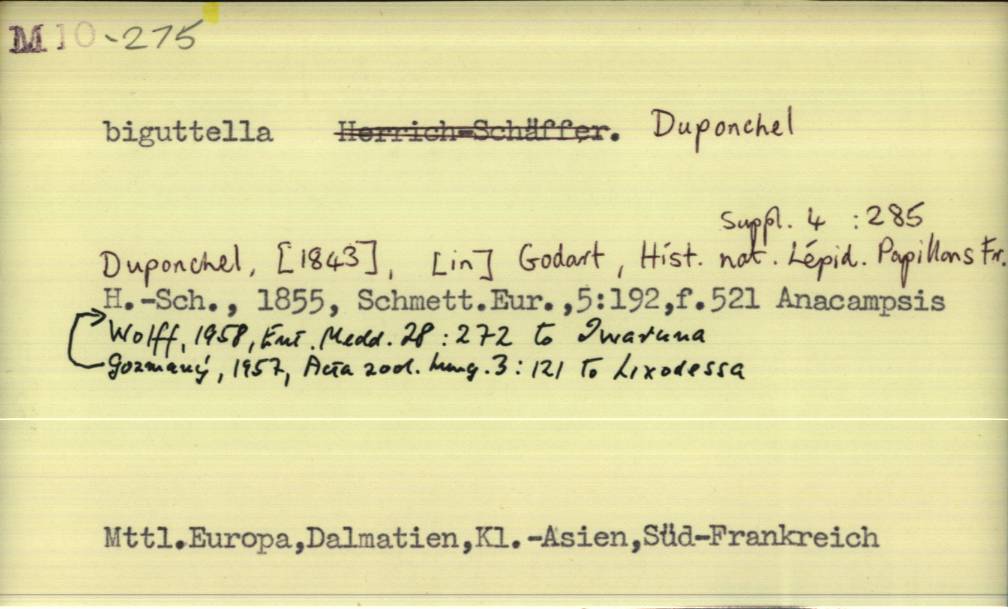 M10-275
biguttella Herrich-Schäffer. Duponchel
Suppl. 4 : 285
Duponchel, [1843], [in] Godart, Hist. nat. Lépid. Papillons Fr.
H.-Sch., 1855, Schmett.Eur.,5:192,f.521 Anacampsis
Wolff, 1958, Ent. Medd. 28 : 272 to Iwaruna
Gozmány, 1957, Acta zool. hung. 3 : 121 to Lixodessa
Mttl.Europa,Dalmatien,Kl.-Asien,Süd-Frankreich